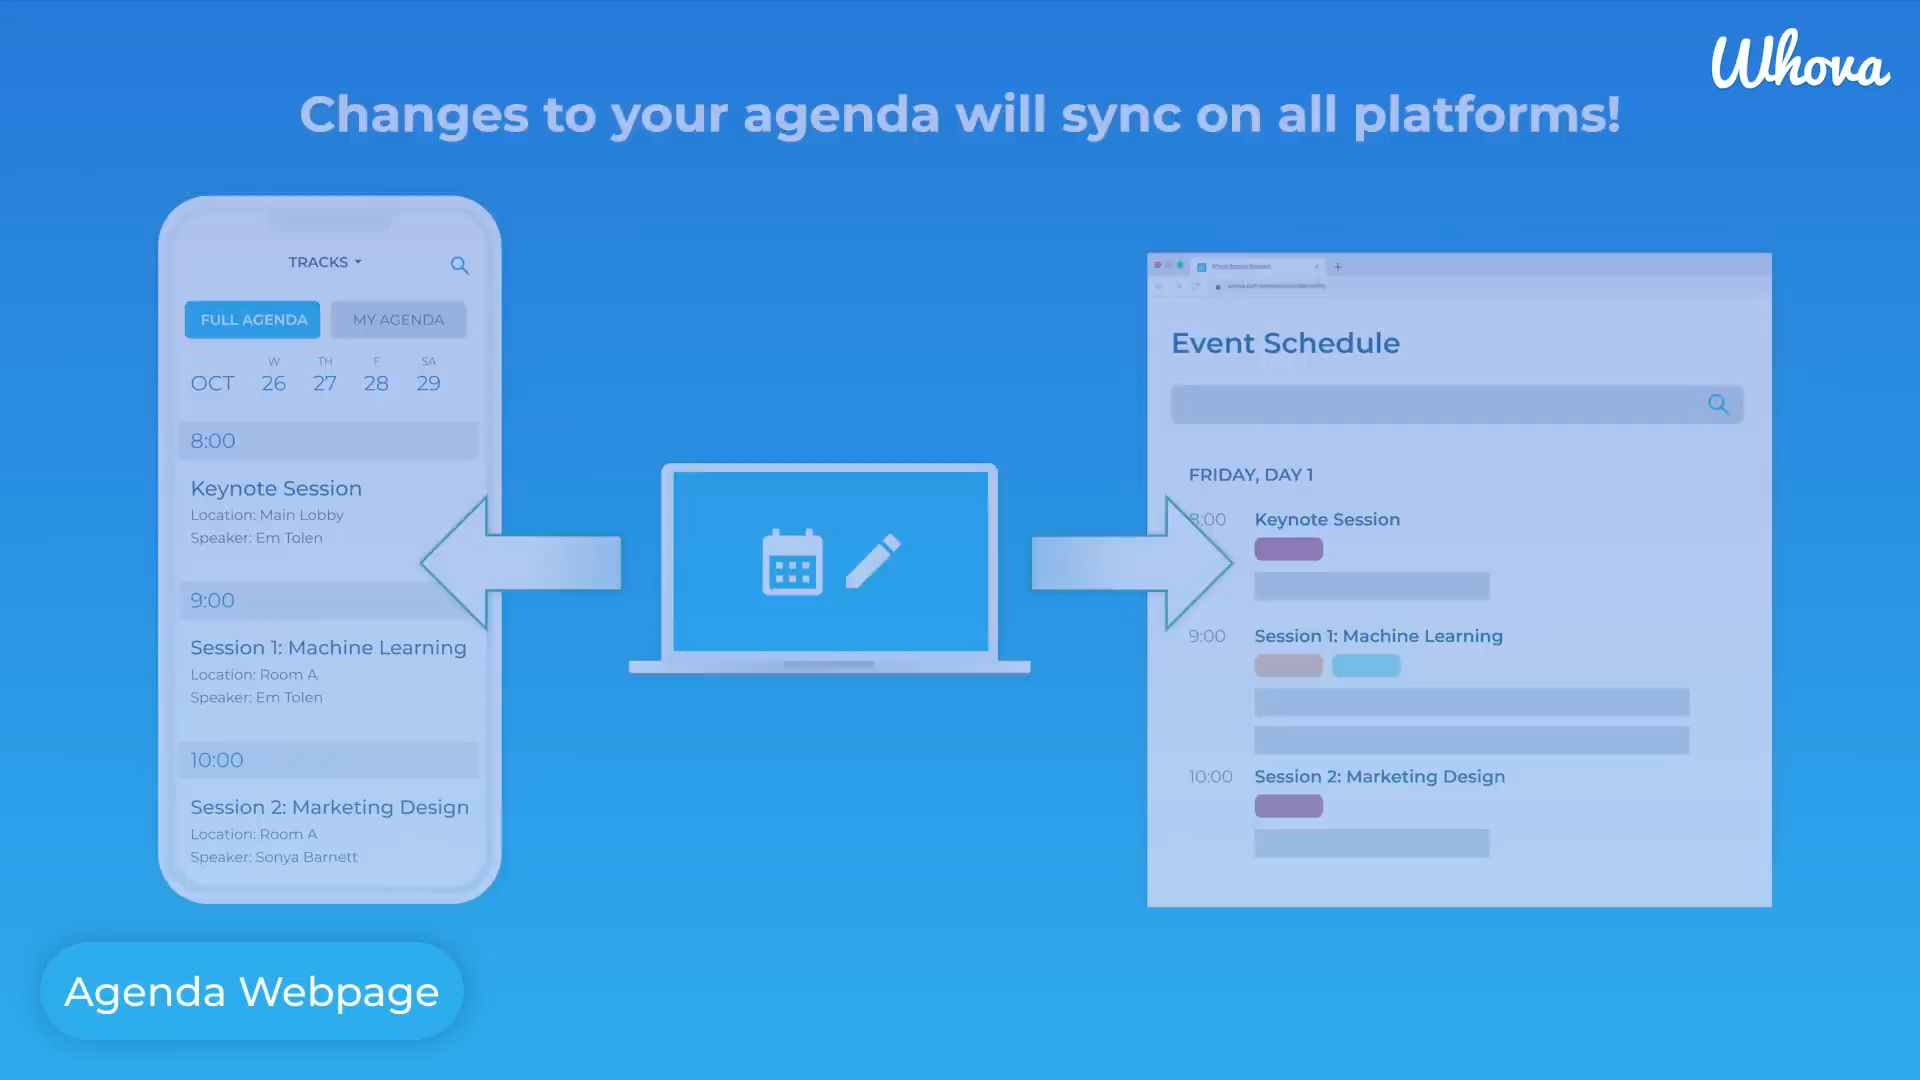 Whova
Changes to your agenda will sync on all platforms!
TRACKS
FULL AGENDA
MY AGENDA
W
TH
F
SA
OCT
26
27
28
29
8:00
Keynote Session
Location: Main Lobby
Speaker: Em Tolen
9:00
Session 1: Machine Learning
Location: Room A
Speaker: Em Tolen
10:00
Session 2: Marketing Design
Location: Room A
Speaker: Sonya Barnett
Event Schedule
FRIDAY, DAY 1
8:00
Keynote Session
9:00
Session 1: Machine Learning
10:00
Session 2: Marketing Design
Agenda Webpage